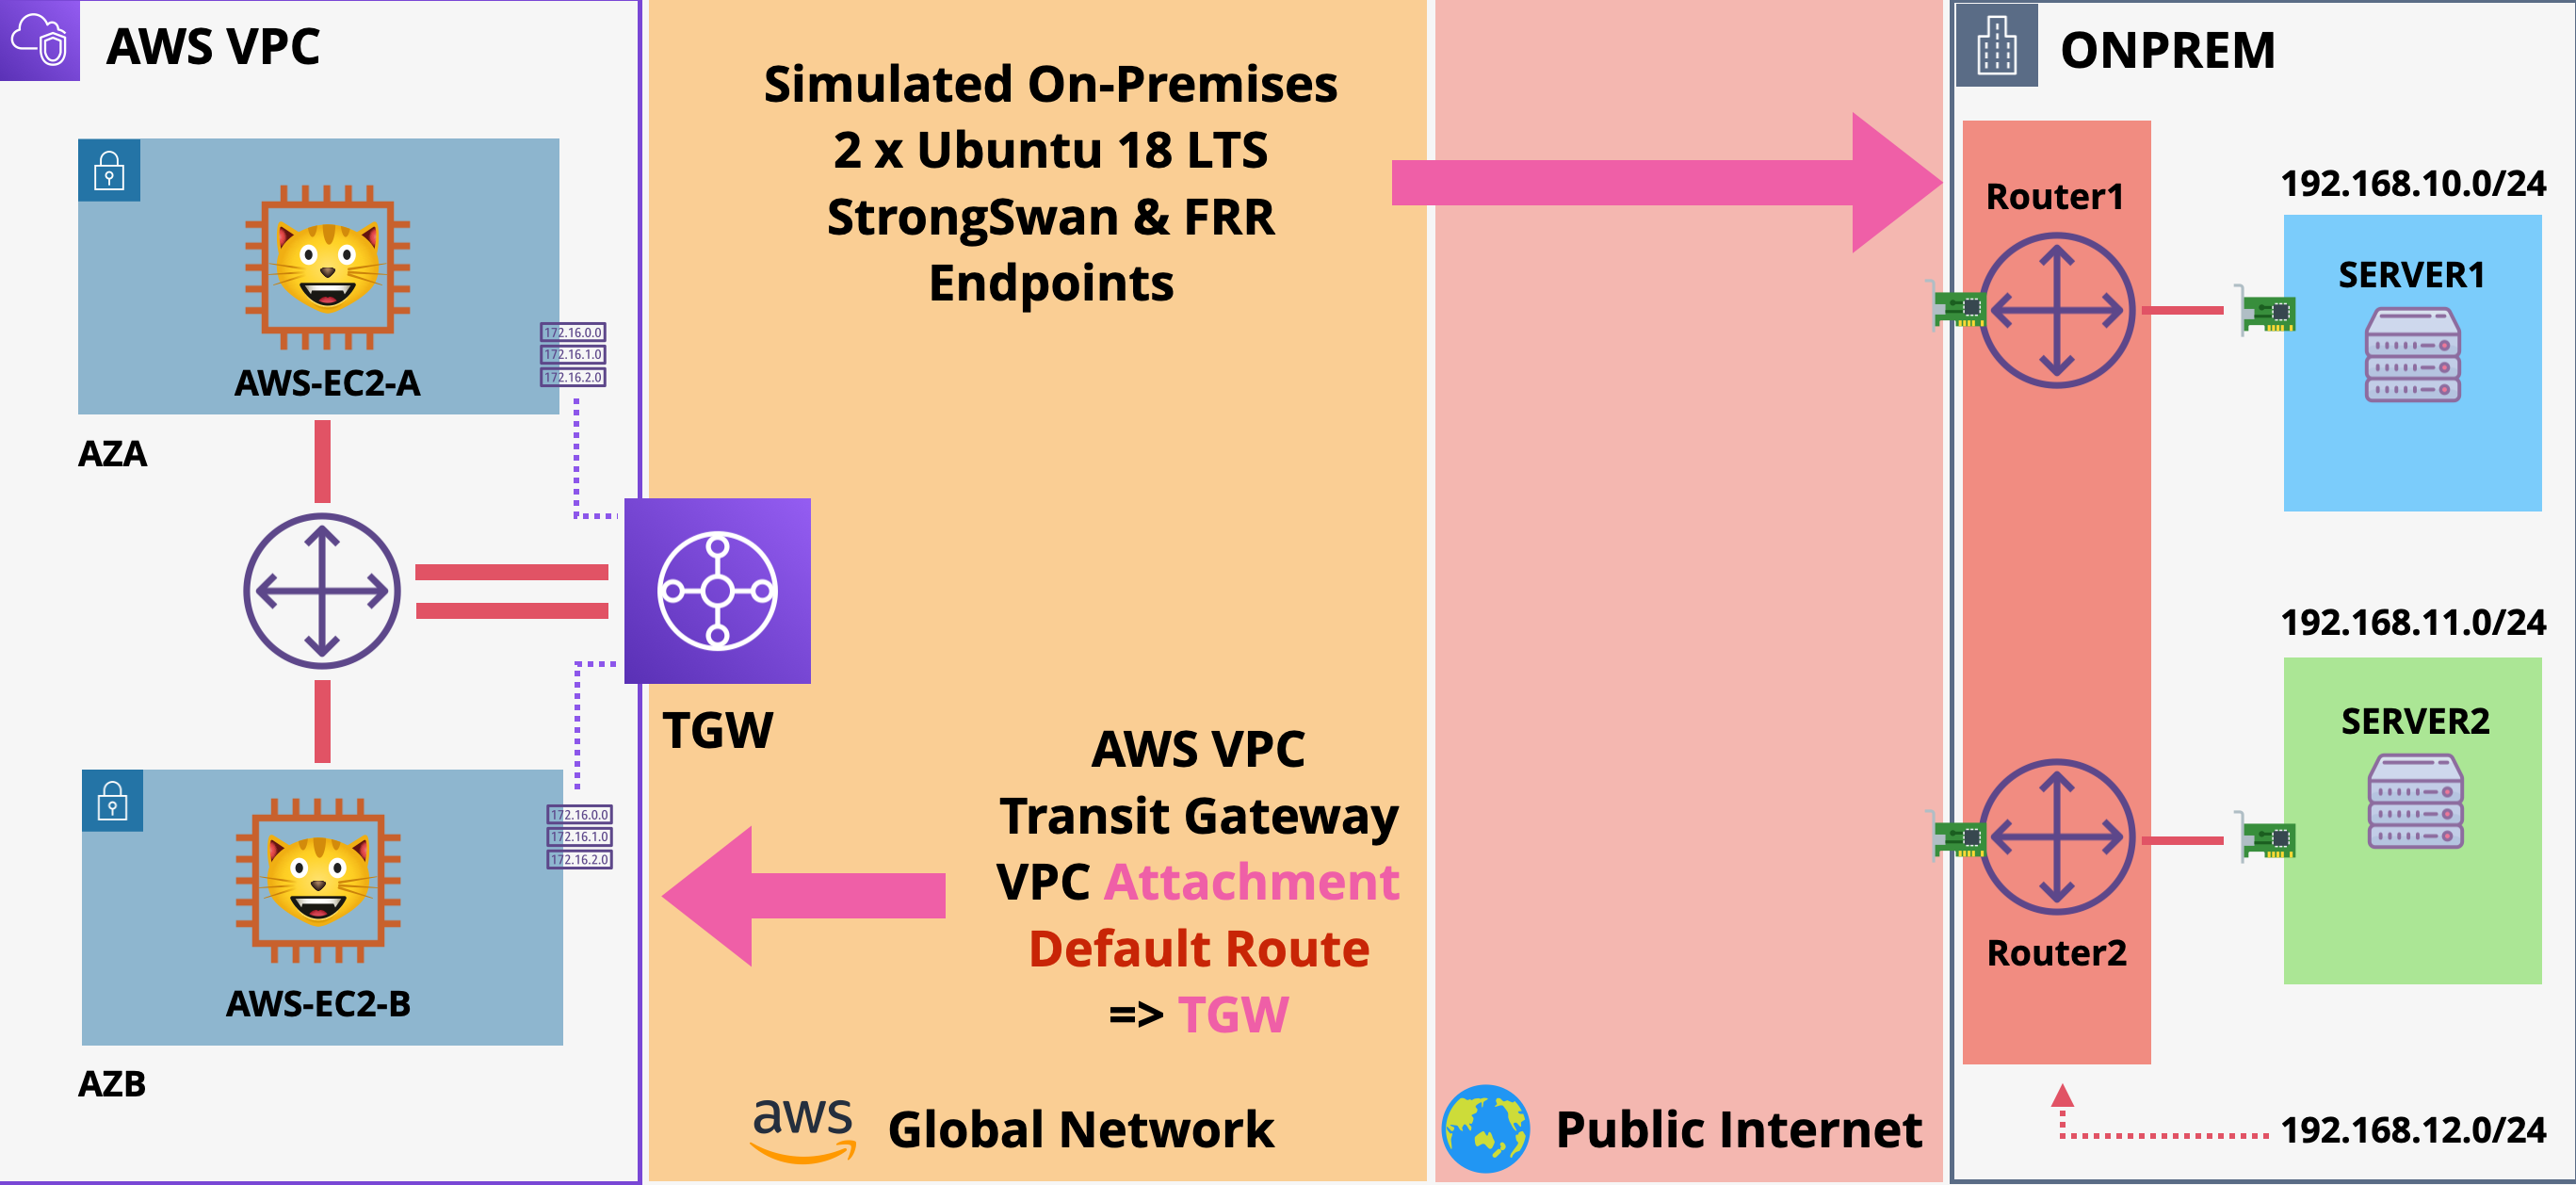 AWS VPC
AWS-EC2-A
172.16.0.0
172.16.1.0
172.16.2.0
AZA
TGW
172.16.0.0
172.16.1.0
172.16.2.0
AWS-EC2-B
AZB
Simulated On-Premises
2 x Ubuntu 18 LTS
StrongSwan & FRR
Endpoints
AWS VPC
Transit Gateway
VPC Attachment
Default Route
=> TGW
aws
Global Network
Public Internet
ONPREM
Router1
192.168.10.0/24
SERVER1
192.168.11.0/24
SERVER2
Router2
192.168.12.0/24